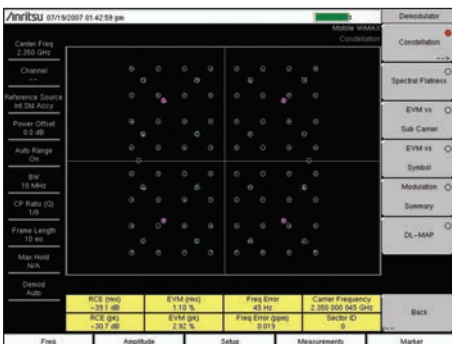 Anritsu 07/19/2007 01:42:59 pm
Mobile WiMAX
Constellation
Center Freq
2.350 GHz
Channel
--
Reference Source
Int Std Accy
Power Offset
0.0 dB
Auto Range
On
BW
10 MHz
CP Ratio (G)
1/8
Frame Length
10 ms
Max Hold
N/A
Demod
Auto
RCE (rms)
-39.1 dB
EVM (rms)
1.10 %
Freq Error
45 Hz
Carrier Frequency
2.350 000 045 GHz
RCE (pk)
-30.7 dB
EVM (pk)
2.92 %
Freq Error (ppm)
0.019
Sector ID
0
Demodulator
Constellation
-->
Spectral Flatness
EVM vs
Sub Carrier
EVM vs
Symbol
Modulation
Summary
DL-MAP
Back
<--
Freq
Amplitude
Setup
Measurements
Marker